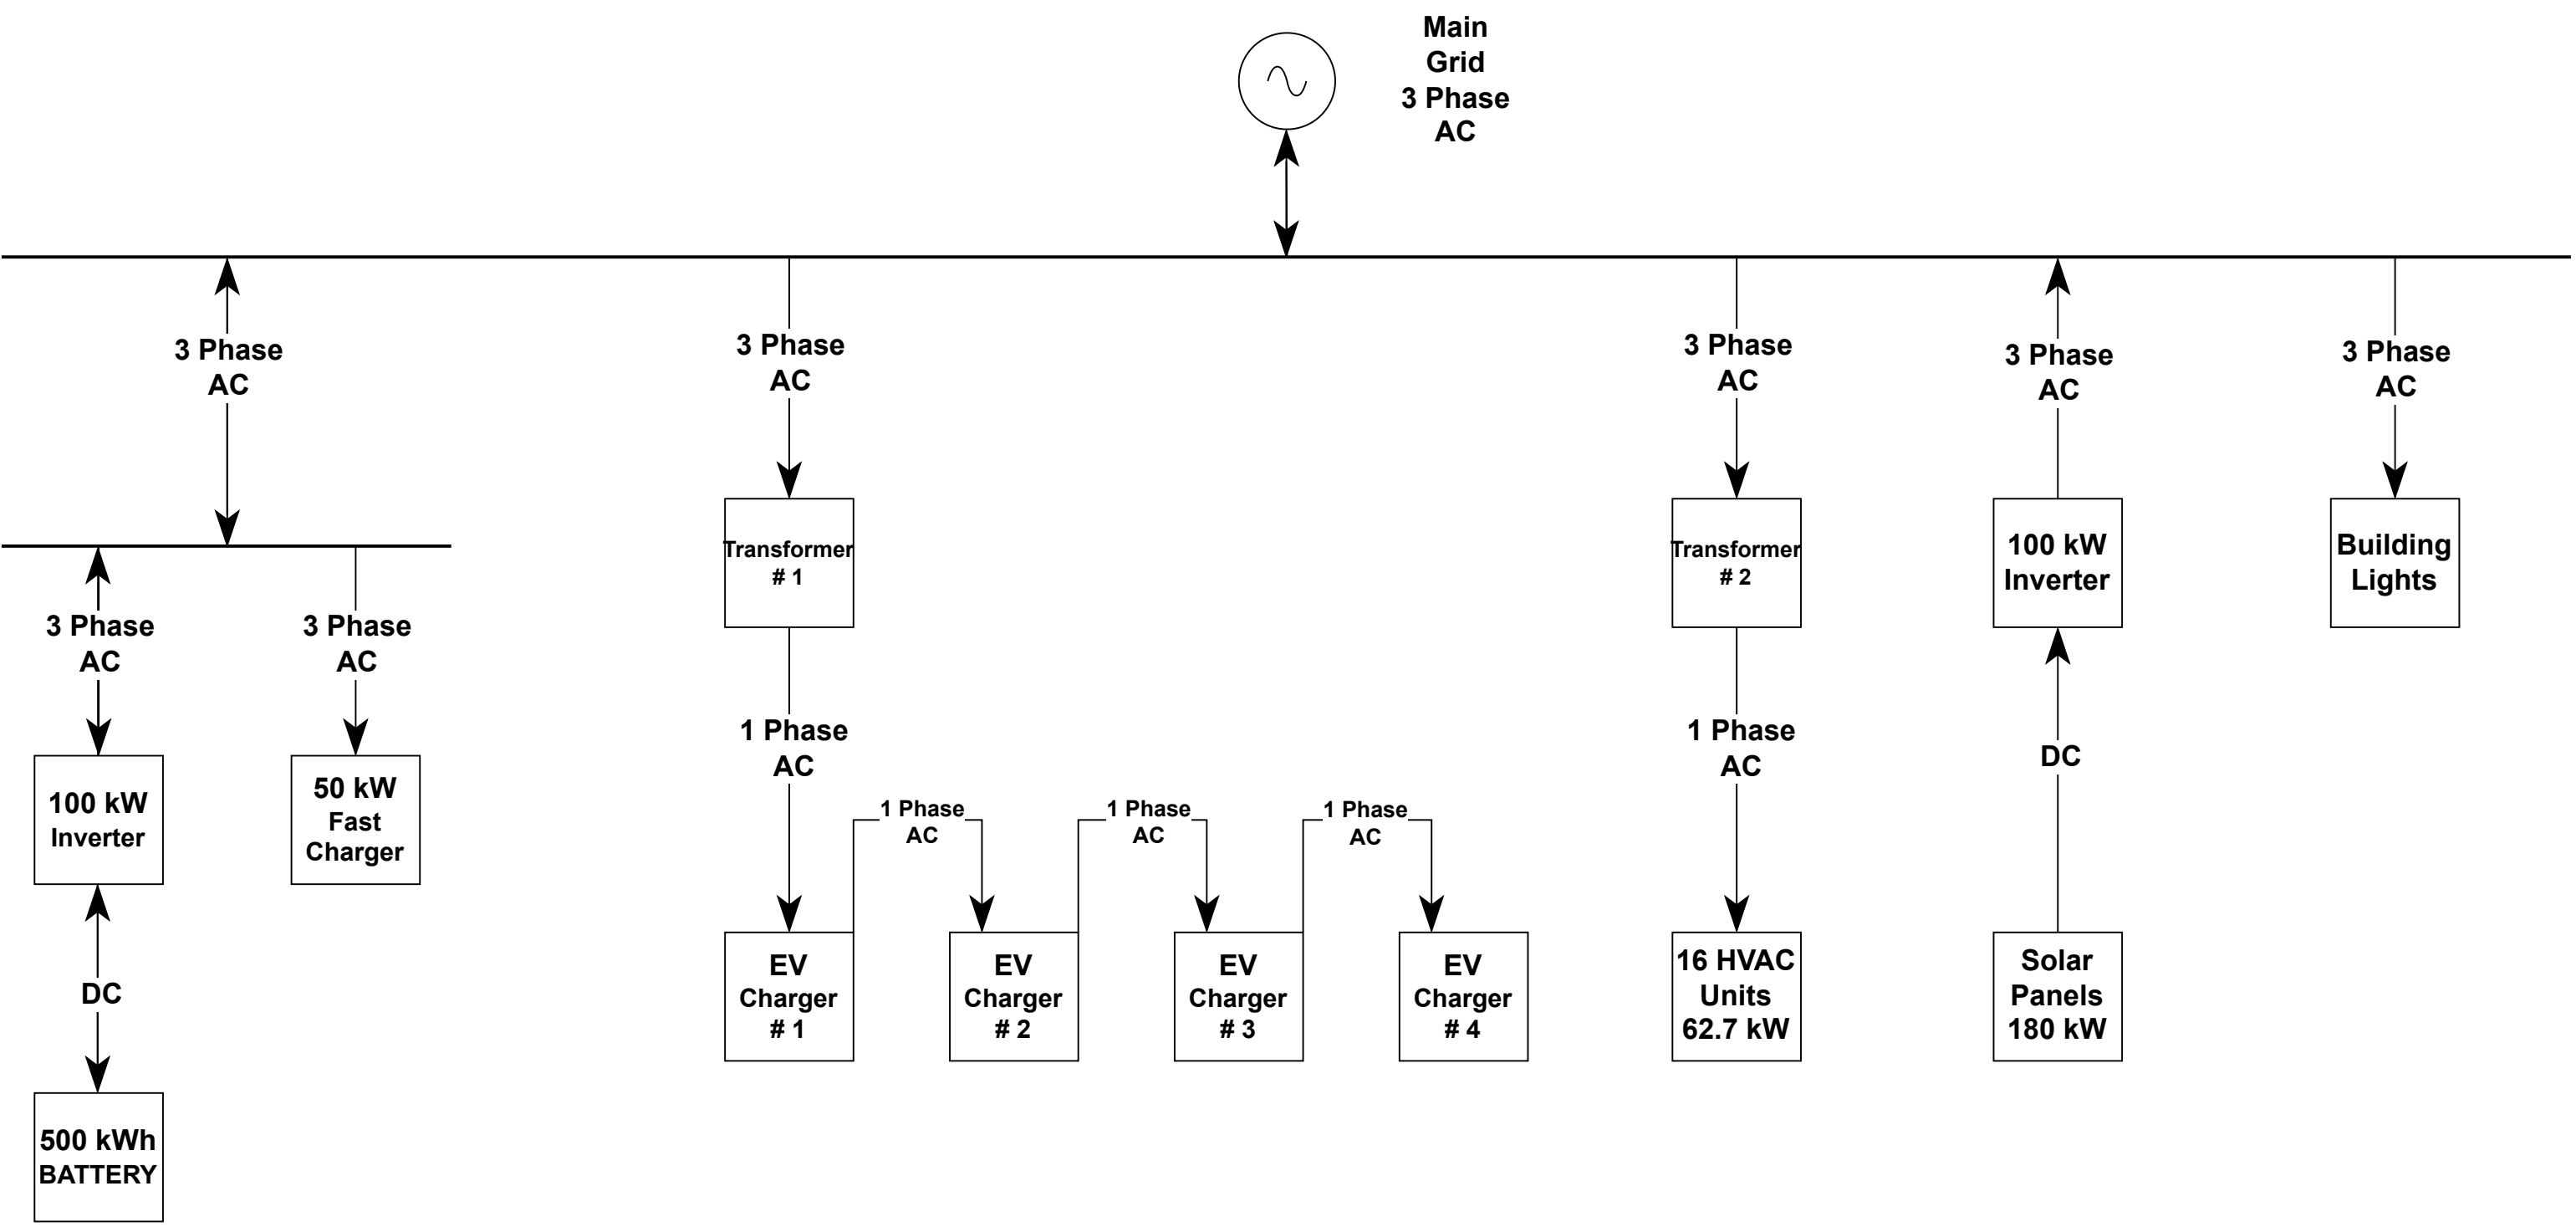 Main
Grid
3 Phase
AC
3 Phase
AC
3 Phase
AC
3 Phase
AC
3 Phase
AC
3 Phase
AC
Transformer
# 1
Transformer
# 2
100 kW
Inverter
Building
Lights
3 Phase
AC
3 Phase
AC
1 Phase
AC
1 Phase
AC
DC
100 kW
Inverter
50 kW
Fast
Charger
1 Phase
AC
1 Phase
AC
1 Phase
AC
DC
EV
Charger
# 1
EV
Charger
# 2
EV
Charger
# 3
EV
Charger
# 4
16 HVAC
Units
62.7 kW
Solar
Panels
180 kW
500 kWh
BATTERY